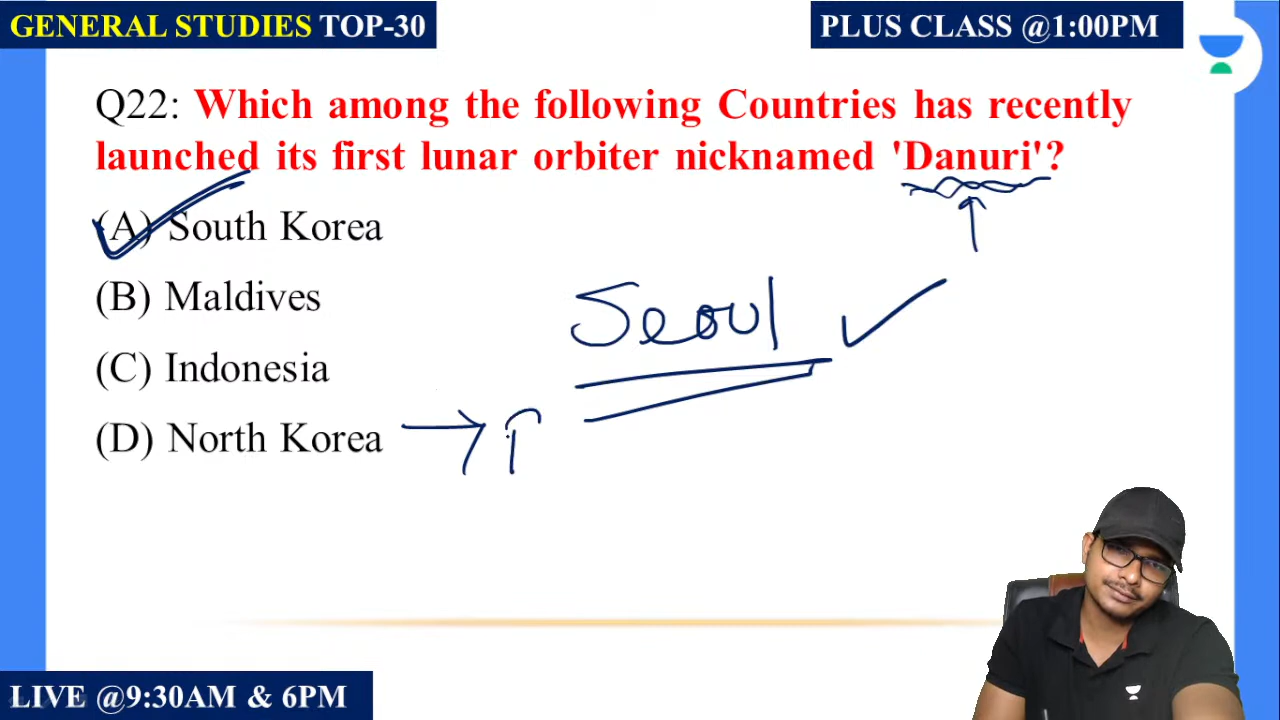 GENERAL STUDIES TOP-30
PLUS CLASS @1:00PM
Q22: Which among the following Countries has recently
launched its first lunar orbiter nicknamed 'Danuri'?
(A) South Korea
(B) Maldives
Seoul
(C) Indonesia
(D) North Korea
LIVE @9:30AM & 6PM